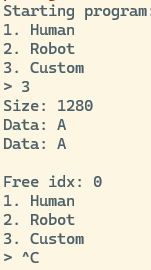 Starting program:
1. Human
2. Robot
3. Custom
> 3
Size: 1280
Data: A
Data: A

Free idx: 0
1. Human
2. Robot
3. Custom
> ^C